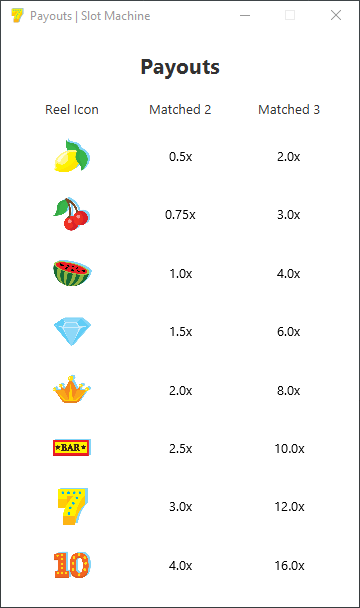 7 Payouts | Slot Machine
Payouts
Reel Icon Matched 2 Matched 3
0.5x 2.0x
0.75x 3.0x
1.0x 4.0x
1.5x 6.0x
2.0x 8.0x
BAR 2.5x 10.0x
7 3.0x 12.0x
10 4.0x 16.0x